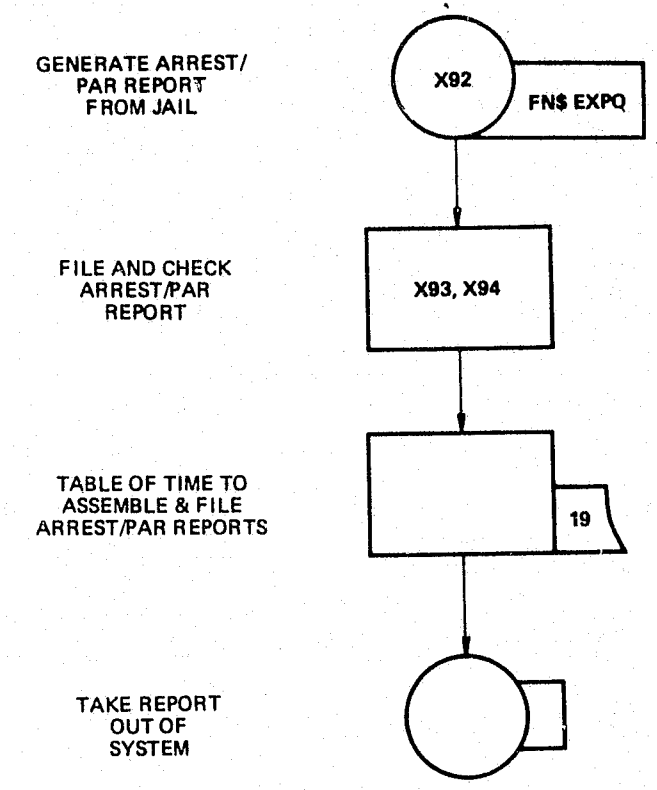 GENERATE ARREST/
PAR REPORT
FROM JAIL
X92
FN$ EXPQ
FILE AND CHECK
ARREST/PAR
REPORT
X93, X94
TABLE OF TIME TO
ASSEMBLE & FILE
ARREST/PAR REPORTS
19
TAKE REPORT
OUT OF
SYSTEM